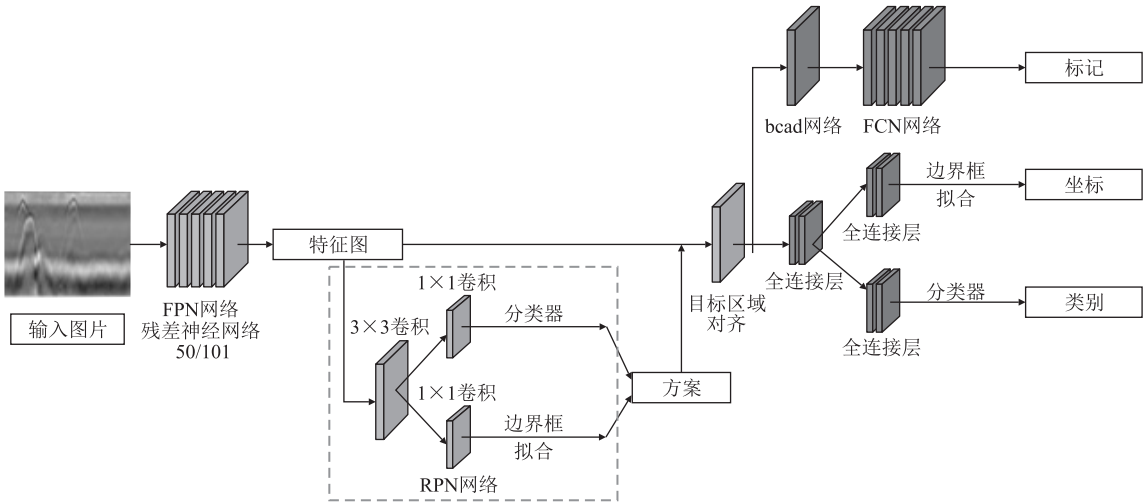 输入图片
FPN网络
残差神经网络
50/101
特征图
3×3卷积
1×1卷积
分类器
1×1卷积
边界框
拟合
RPN网络
方案
目标区域
对齐
bcad网络
FCN网络
标记
全连接层
全连接层
边界框
拟合
坐标
全连接层
分类器
类别